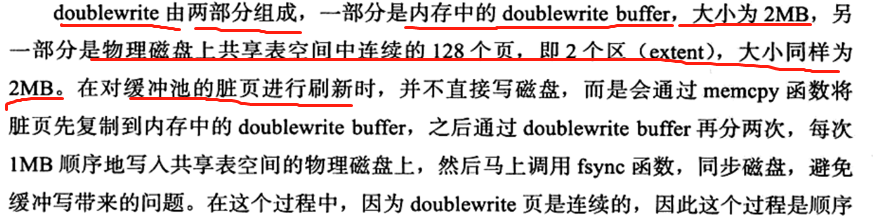 doublewrite 由两部分组成，一部分是内存中的 doublewrite buffer，大小为 2MB，另
一部分是物理磁盘上共享表空间中连续的 128 个页，即 2 个区（extent），大小同样为
2MB。在对缓冲池的脏页进行刷新时，并不直接写磁盘，而是会通过 memcpy 函数将
脏页先复制到内存中的 doublewrite buffer，之后通过 doublewrite buffer 再分两次，每次
1MB 顺序地写入共享表空间的物理磁盘上，然后马上调用 fsync 函数，同步磁盘，避免
缓冲写带来的问题。在这个过程中，因为 doublewrite 页是连续的，因此这个过程是顺序